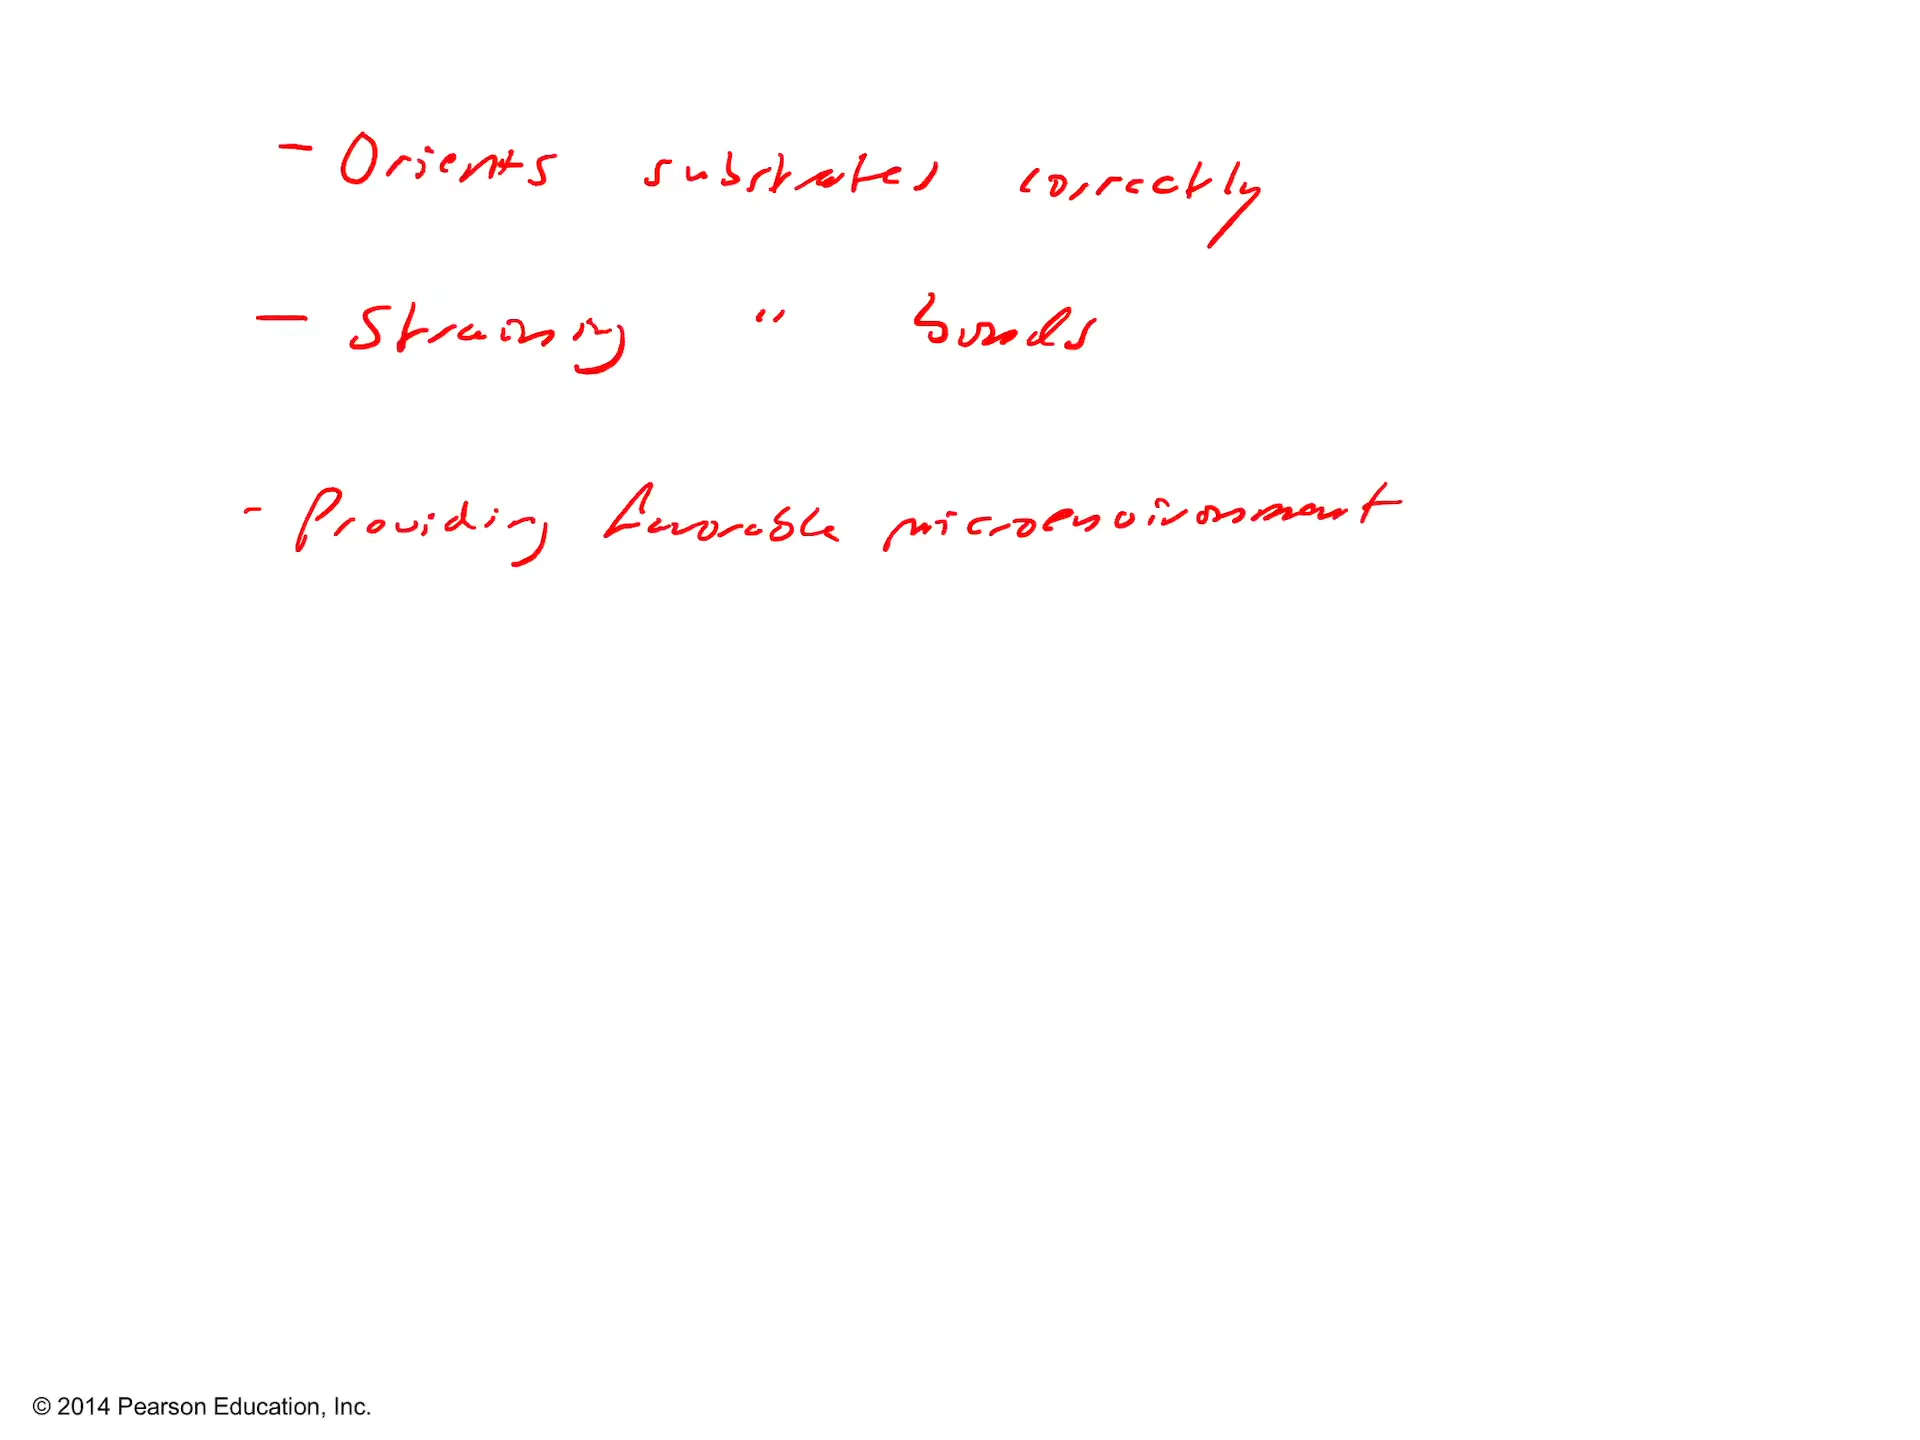 - Orients substrates correctly
- Straining " bonds
- Providing favorable microenvironment
© 2014 Pearson Education, Inc.